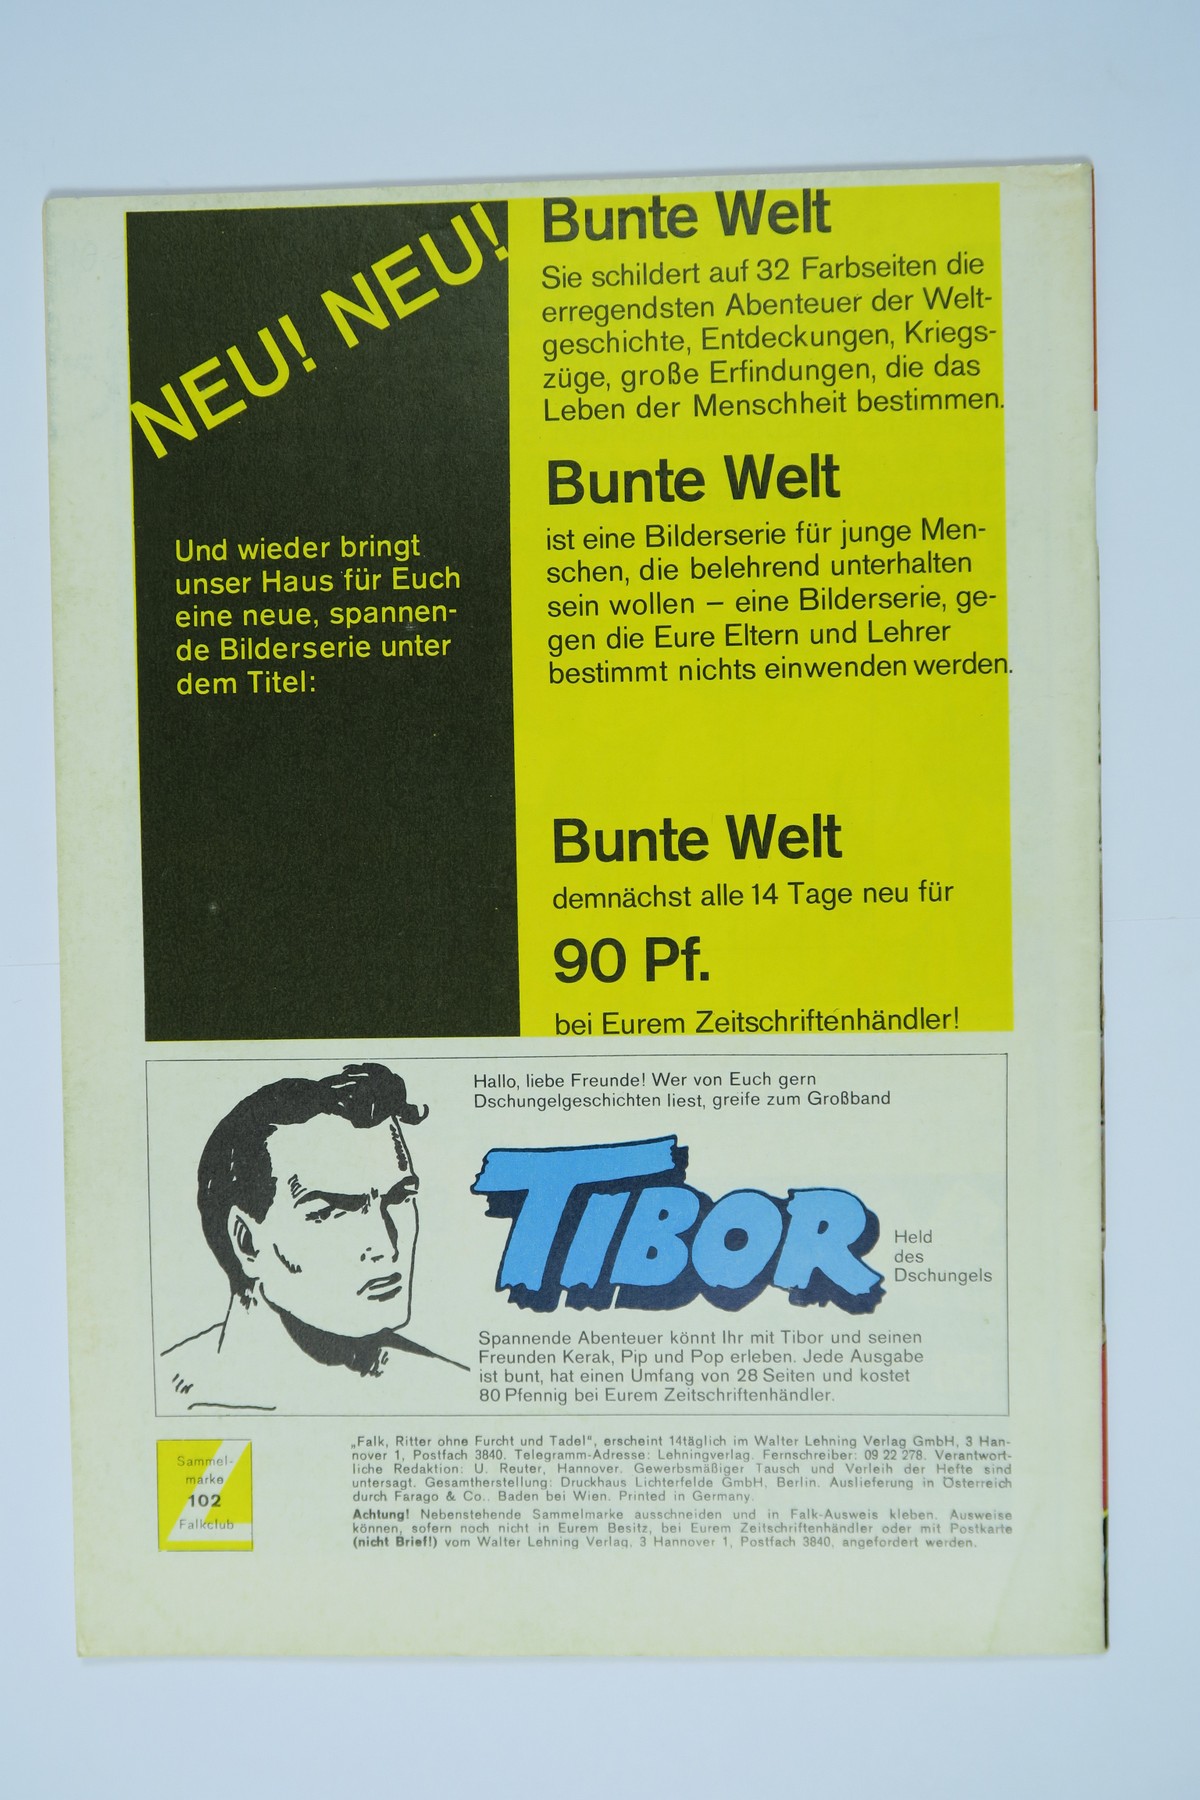 NEU! NEU!
Und wieder bringt
unser Haus für Euch
eine neue, spannen-
de Bilderserie unter
dem Titel:
Bunte Welt
Sie schildert auf 32 Farbseiten die
erregendsten Abenteuer der Welt-
geschichte, Entdeckungen, Kriegs-
züge, große Erfindungen, die das
Leben der Menschheit bestimmen.
Bunte Welt
ist eine Bilderserie für junge Men-
schen, die belehrend unterhalten
sein wollen – eine Bilderserie, ge-
gen die Eure Eltern und Lehrer
bestimmt nichts einwenden werden.
Bunte Welt
demnächst alle 14 Tage neu für
90 Pf.
bei Eurem Zeitschriftenhändler!
Hallo, liebe Freunde! Wer von Euch gern
Dschungelgeschichten liest, greife zum Großband
TIBOR
Held
des
Dschungels
Spannende Abenteuer könnt Ihr mit Tibor und seinen
Freunden Kerak, Pip und Pop erleben. Jede Ausgabe
ist bunt, hat einen Umfang von 28 Seiten und kostet
80 Pfennig bei Eurem Zeitschriftenhändler.
Sammel-
marke
102
Falkclub
„Falk, Ritter ohne Furcht und Tadel“, erscheint 14täglich im Walter Lehning Verlag GmbH, 3 Han-
nover 1, Postfach 3840. Telegramm-Adresse: Lehningverlag. Fernschreiber: 09 22 278. Verantwort-
liche Redaktion: U. Reuter, Hannover. Gewerbsmäßiger Tausch und Verleih der Hefte sind
untersagt. Gesamtherstellung: Druckhaus Lichterfelde GmbH, Berlin. Auslieferung in Österreich
durch Farago & Co., Baden bei Wien. Printed in Germany.
Achtung! Nebenstehende Sammelmarke ausschneiden und in Falk-Ausweis kleben. Ausweise
können, sofern noch nicht in Eurem Besitz, bei Eurem Zeitschriftenhändler oder mit Postkarte
(nicht Brief!) vom Walter Lehning Verlag, 3 Hannover 1, Postfach 3840, angefordert werden.